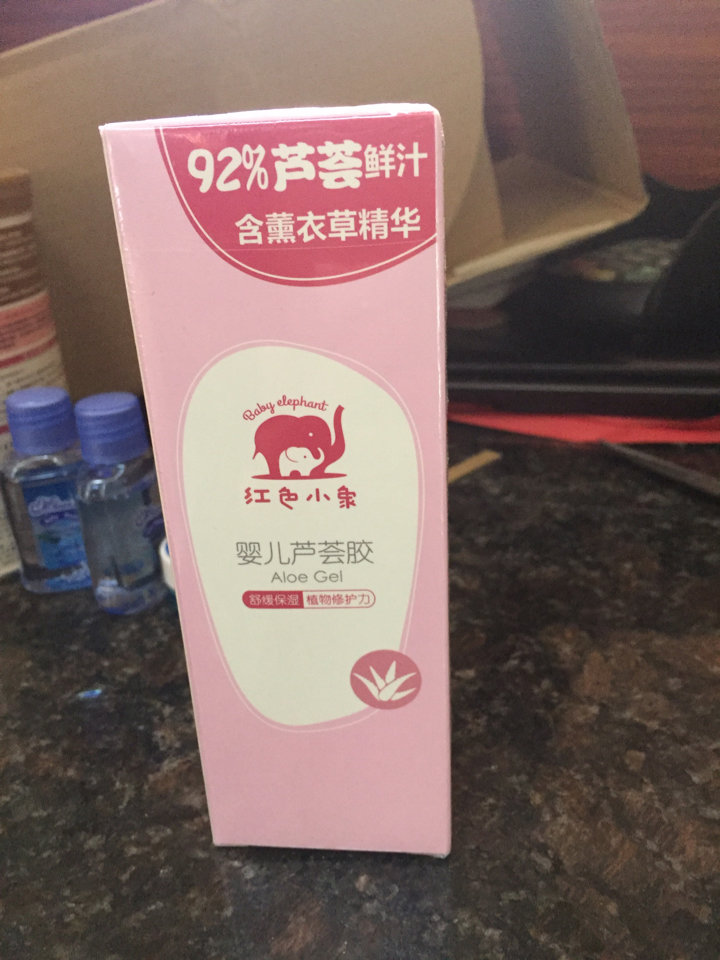 92%芦荟鲜汁
含薰衣草精华
Baby elephant
红色小象
婴儿芦荟胶
Aloe Gel
舒缓保湿 植物修护力